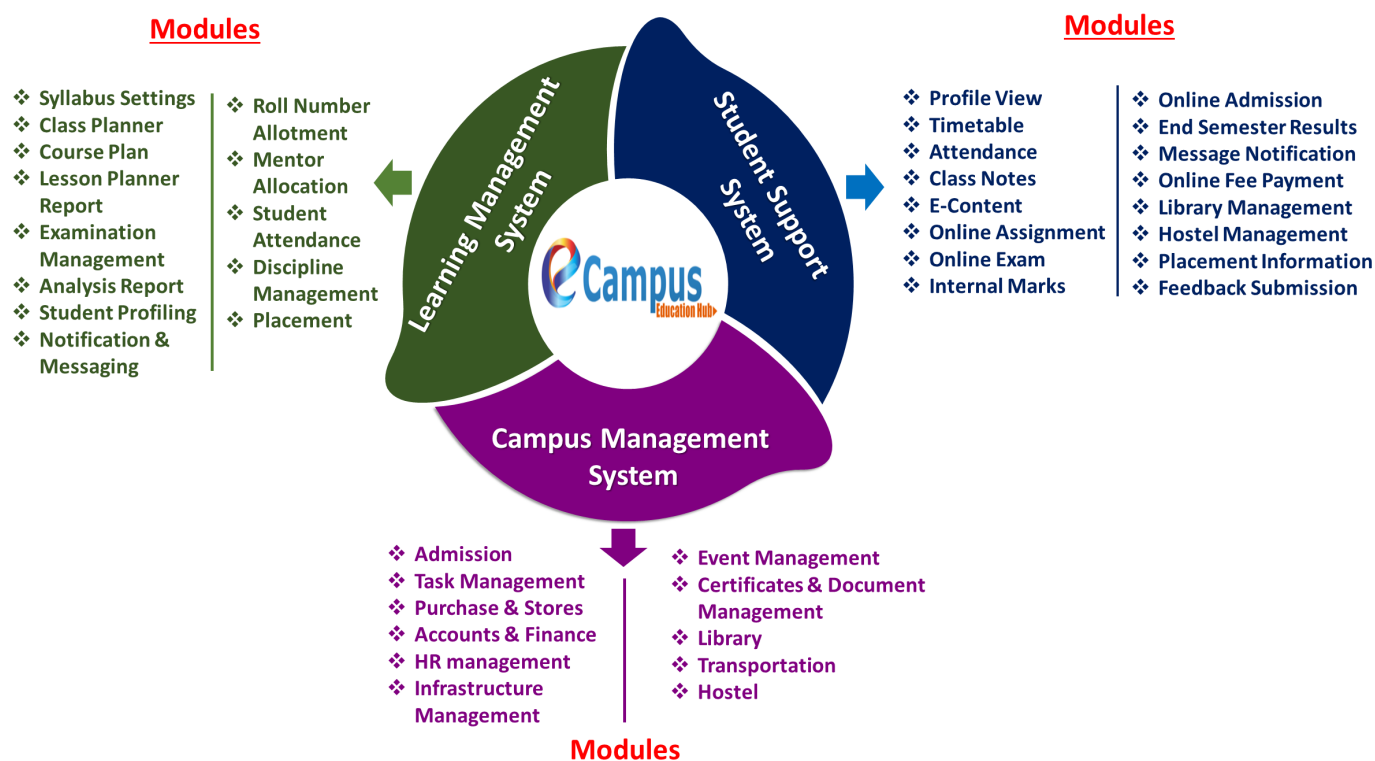 Modules
❖ Syllabus Settings
❖ Class Planner
❖ Course Plan
❖ Lesson Planner
Report
❖ Examination
Management
❖ Analysis Report
❖ Student Profiling
❖ Notification &
Messaging
❖ Roll Number
Allotment
❖ Mentor
Allocation
❖ Student
Attendance
❖ Discipline
Management
❖ Placement
Learning Management
System
Student Support
System
e Campus
Education Hub
Campus Management
System
Modules
❖ Profile View
❖ Timetable
❖ Attendance
❖ Class Notes
❖ E-Content
❖ Online Assignment
❖ Online Exam
❖ Internal Marks
❖ Online Admission
❖ End Semester Results
❖ Message Notification
❖ Online Fee Payment
❖ Library Management
❖ Hostel Management
❖ Placement Information
❖ Feedback Submission
❖ Admission
❖ Task Management
❖ Purchase & Stores
❖ Accounts & Finance
❖ HR management
❖ Infrastructure
Management
❖ Event Management
❖ Certificates & Document
Management
❖ Library
❖ Transportation
❖ Hostel
Modules